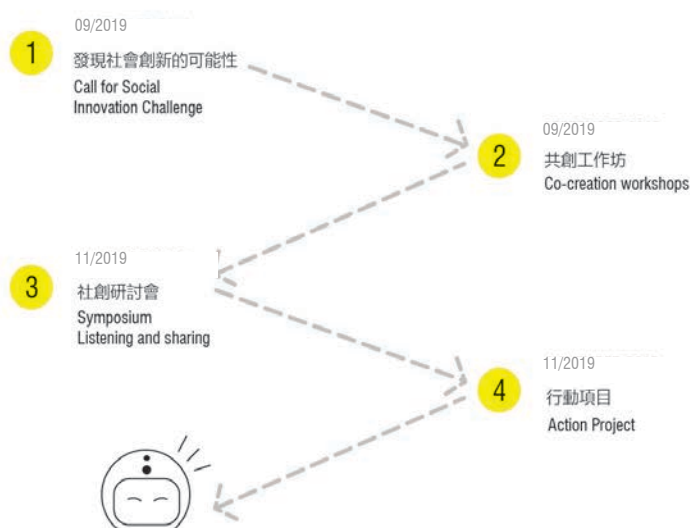 09/2019
1
發現社會創新的可能性
Call for Social
Innovation Challenge
09/2019
2
共創工作坊
Co-creation workshops
11/2019
3
社創研討會
Symposium
Listening and sharing
11/2019
4
行動項目
Action Project